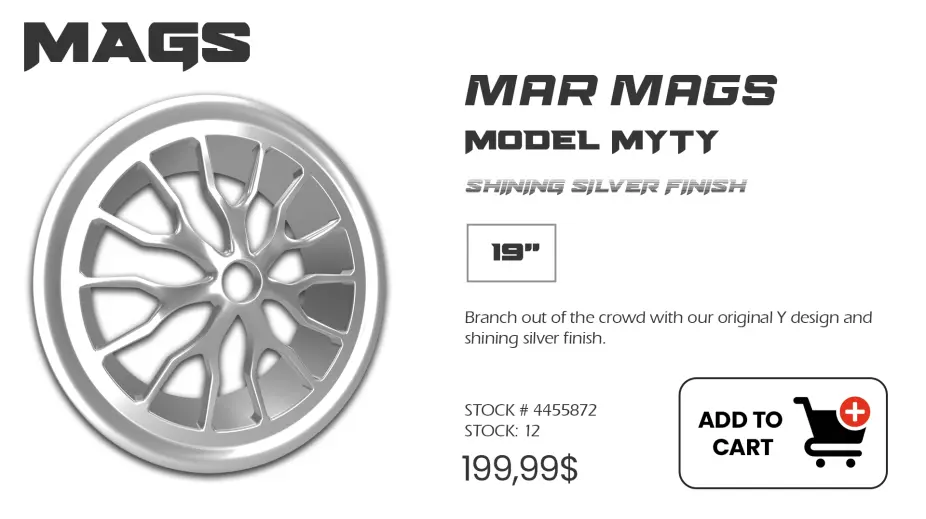 MAGS
MAR MAGS
MODEL MYTY
SHINING SILVER FINISH
19"
Branch out of the crowd with our original Y design and
shining silver finish.
STOCK # 4455872
STOCK: 12
199,99$
ADD TO
CART